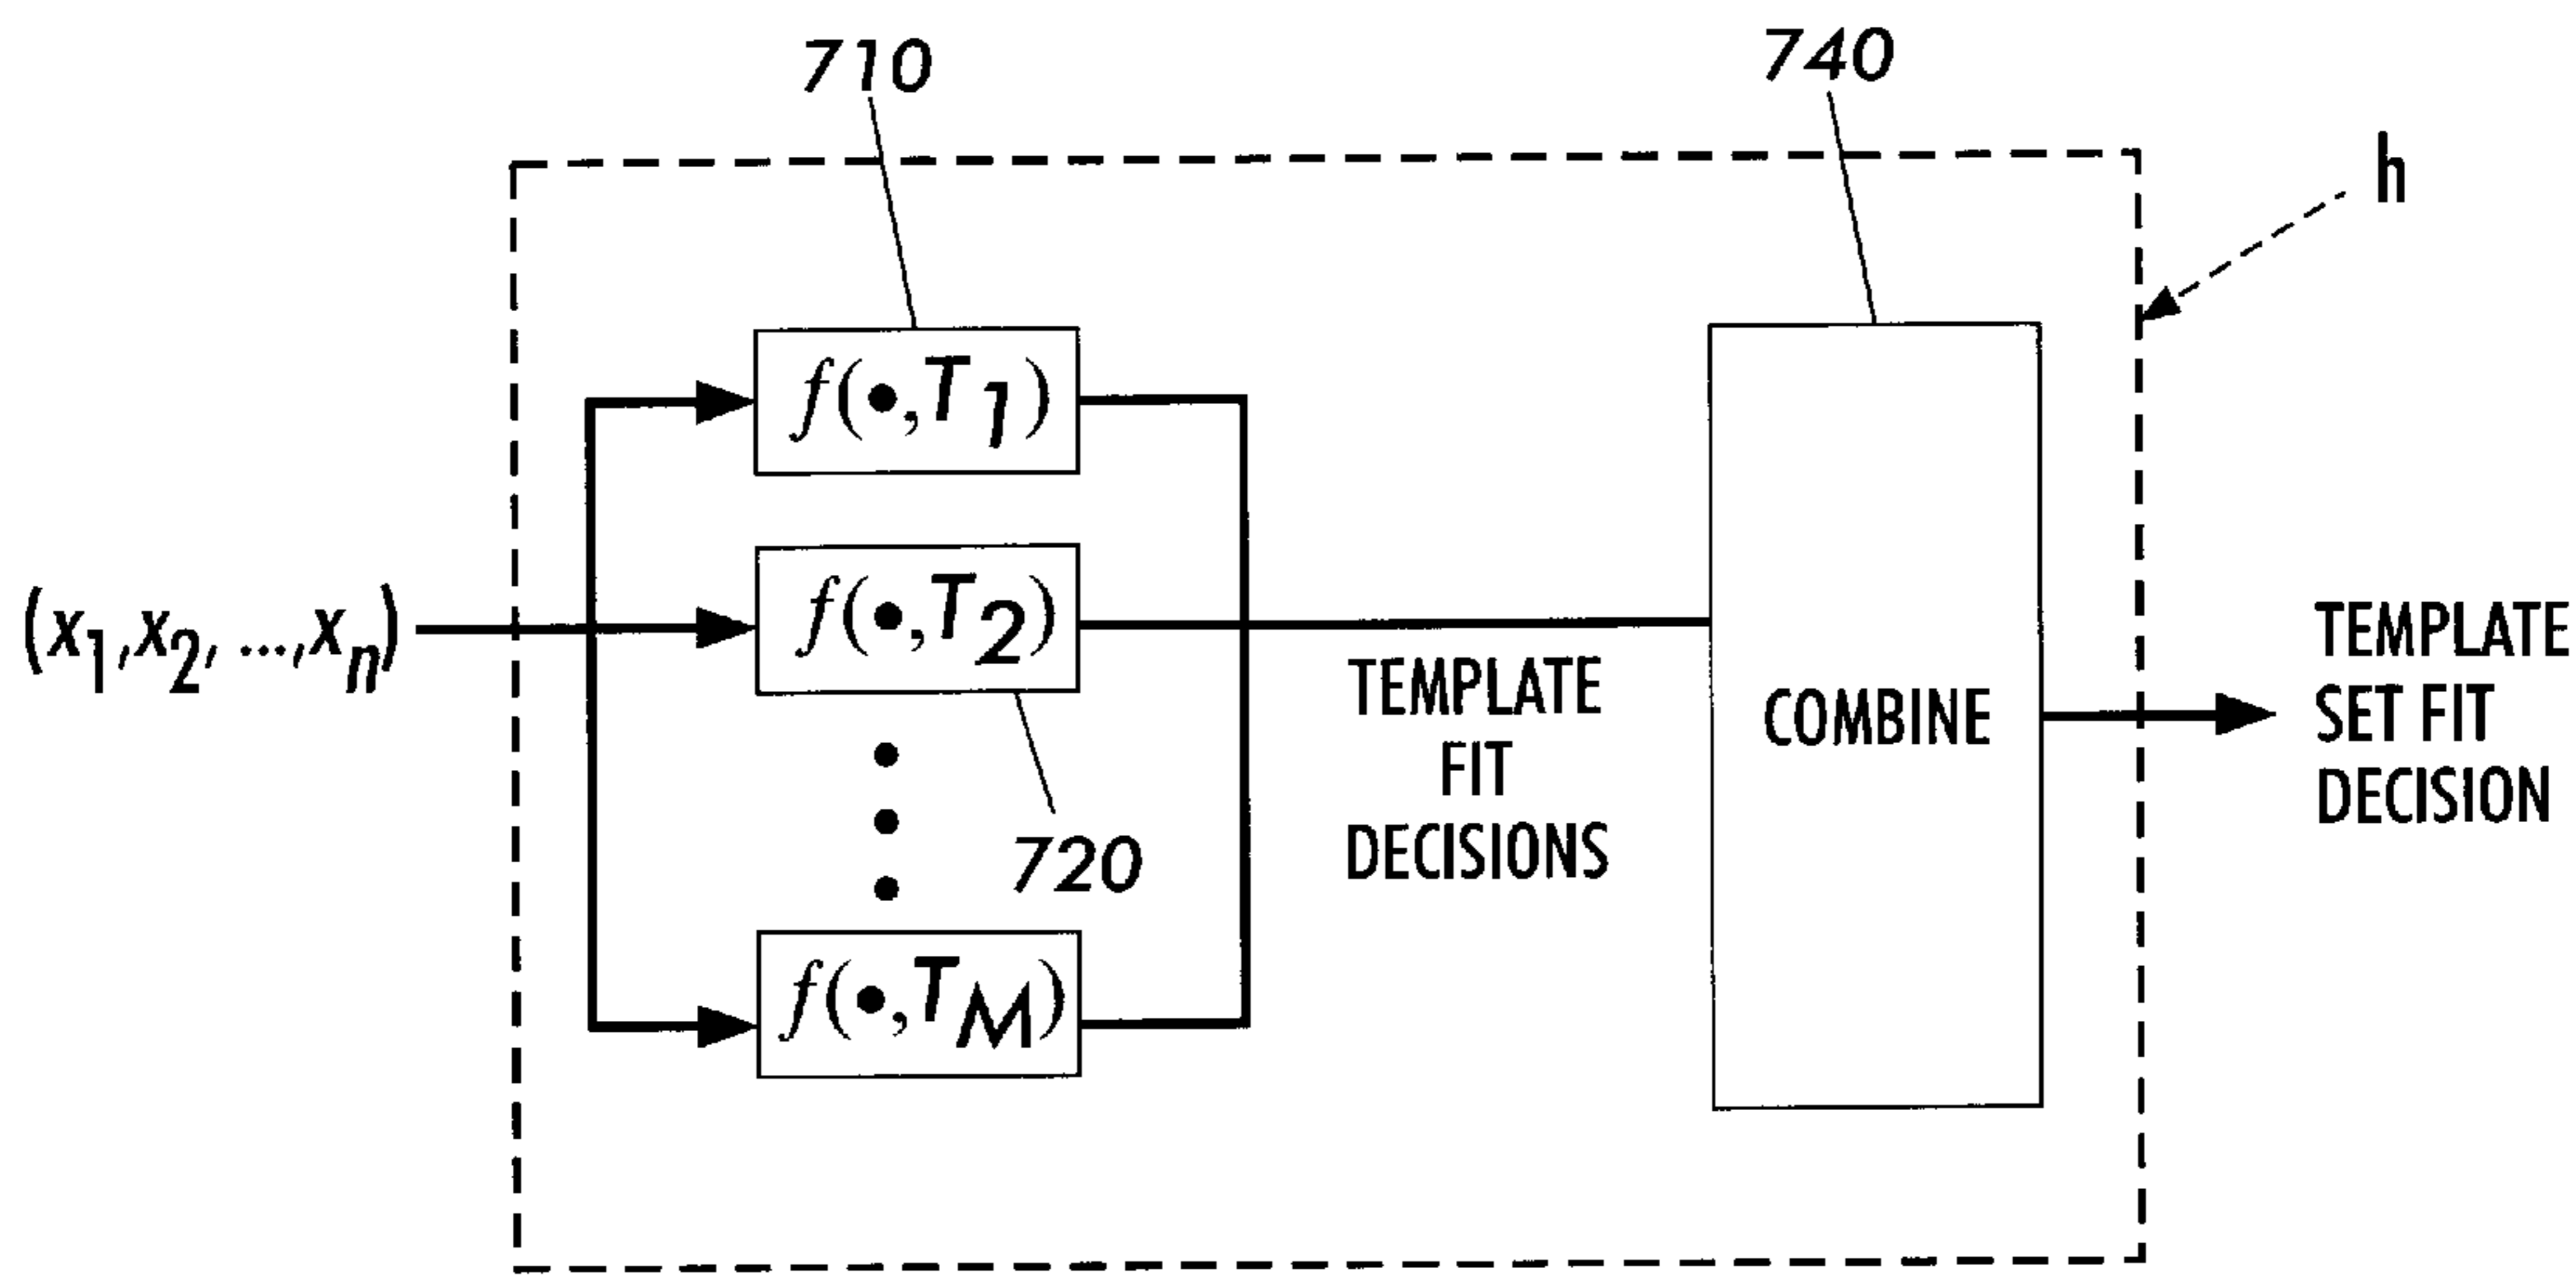 710
740
h
f(•,T1)
(x1,x2, ...,xn)
f(•,T2)
720
f(•,TM)
TEMPLATE
FIT
DECISIONS
COMBINE
TEMPLATE
SET FIT
DECISION